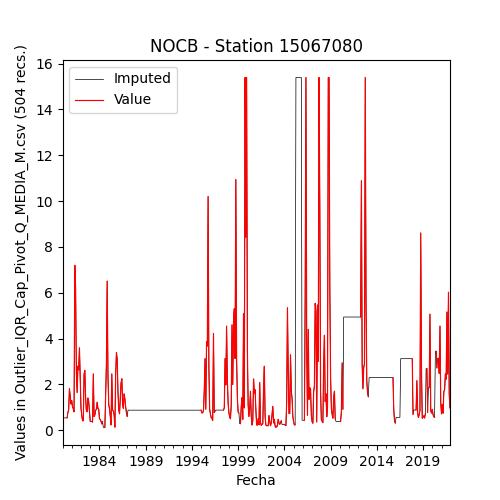 NOCB - Station 15067080
Imputed
Value
Values in Outlier_IQR_Cap_Pivot_Q_MEDIA_M.csv (504 recs.)
16
14
12
10
8
6
4
2
0
1984 1989 1994 1999 2004 2009 2014 2019
Fecha